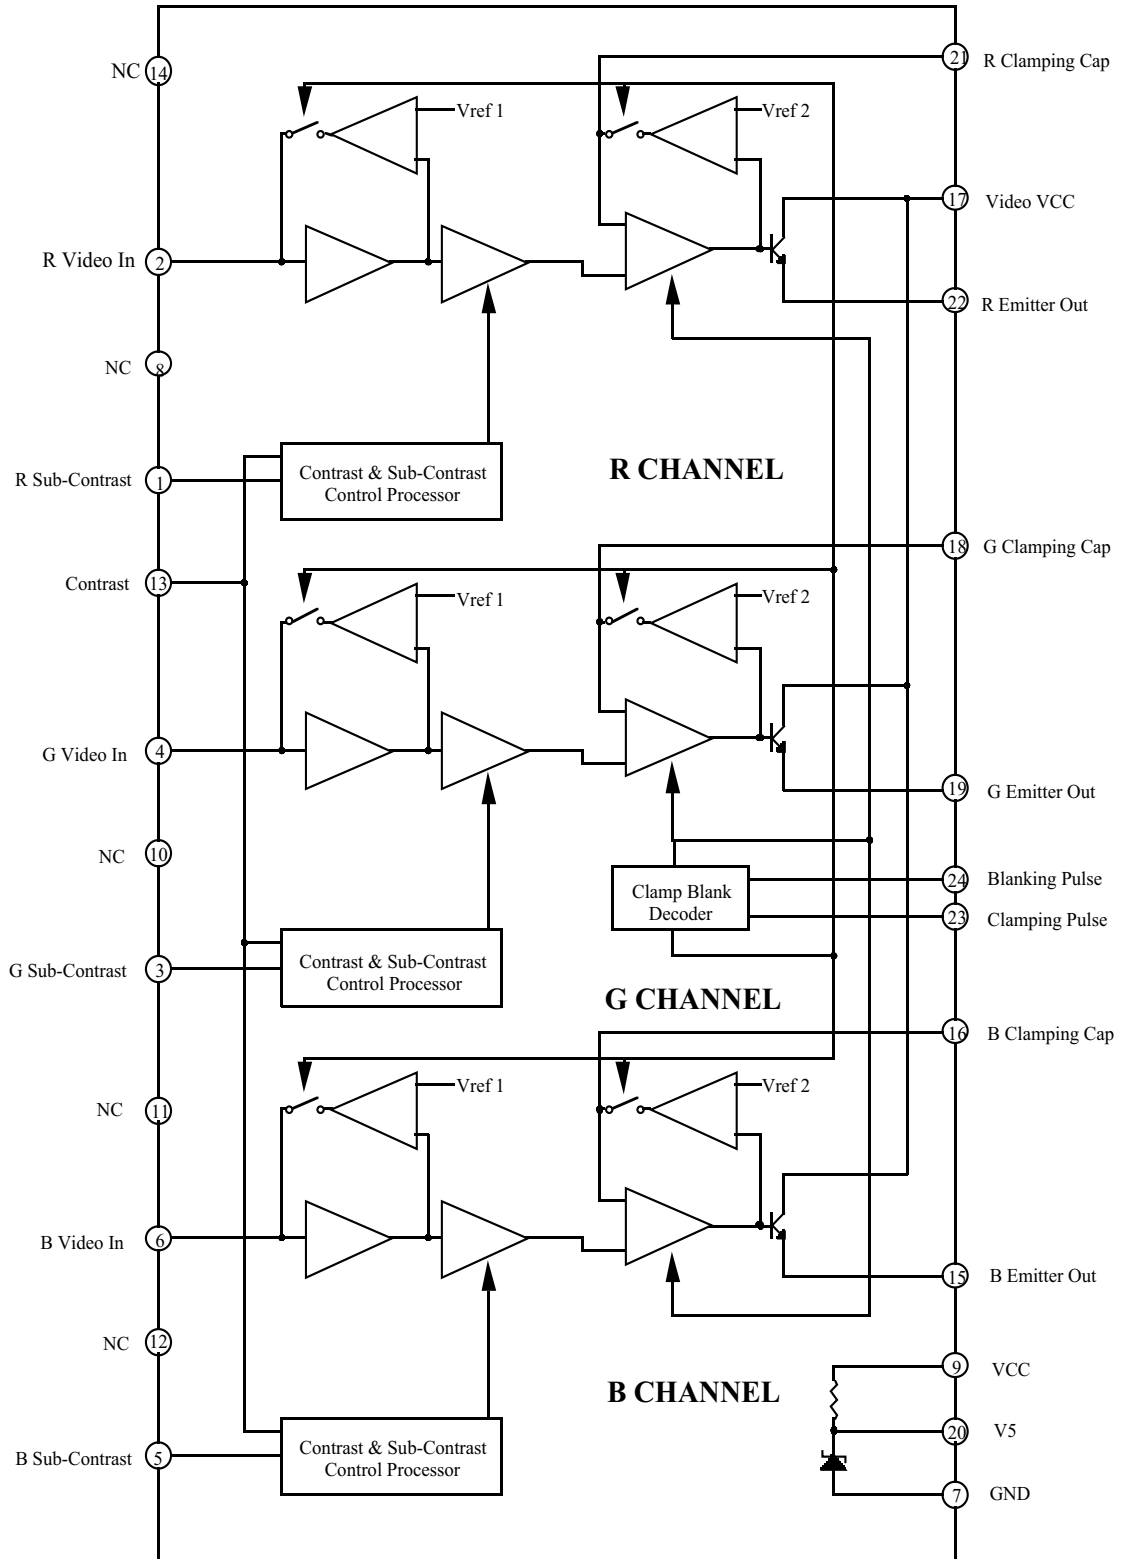 NC 14
21 R Clamping Cap
Vref 1
Vref 2
17 Video VCC
R Video In 2
22 R Emitter Out
NC 8
R Sub-Contrast 1
Contrast & Sub-Contrast
Control Processor
R CHANNEL
18 G Clamping Cap
Contrast 13
Vref 1
Vref 2
G Video In 4
19 G Emitter Out
NC 10
Clamp Blank
Decoder
24 Blanking Pulse
23 Clamping Pulse
G Sub-Contrast 3
Contrast & Sub-Contrast
Control Processor
G CHANNEL
16 B Clamping Cap
NC 11
Vref 1
Vref 2
B Video In 6
15 B Emitter Out
NC 12
9 VCC
B CHANNEL
20 V5
B Sub-Contrast 5
Contrast & Sub-Contrast
Control Processor
7 GND